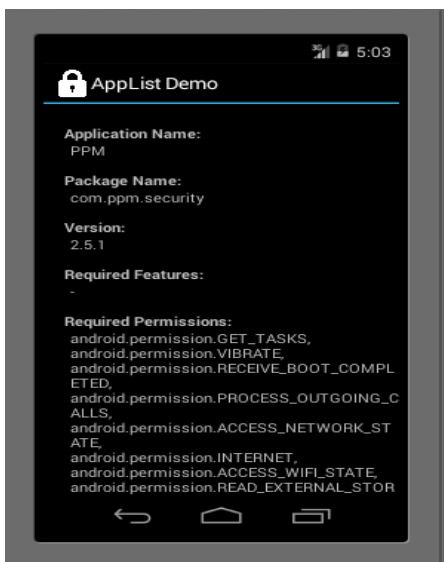 3G 5:03
AppList Demo
Application Name:
PPM
Package Name:
com.ppm.security
Version:
2.5.1
Required Features:
-
Required Permissions:
android.permission.GET_TASKS,
android.permission.VIBRATE,
android.permission.RECEIVE_BOOT_COMPL
ETED,
android.permission.PROCESS_OUTGOING_C
ALLS,
android.permission.ACCESS_NETWORK_ST
ATE,
android.permission.INTERNET,
android.permission.ACCESS_WIFI_STATE,
android.permission.READ_EXTERNAL_STOR